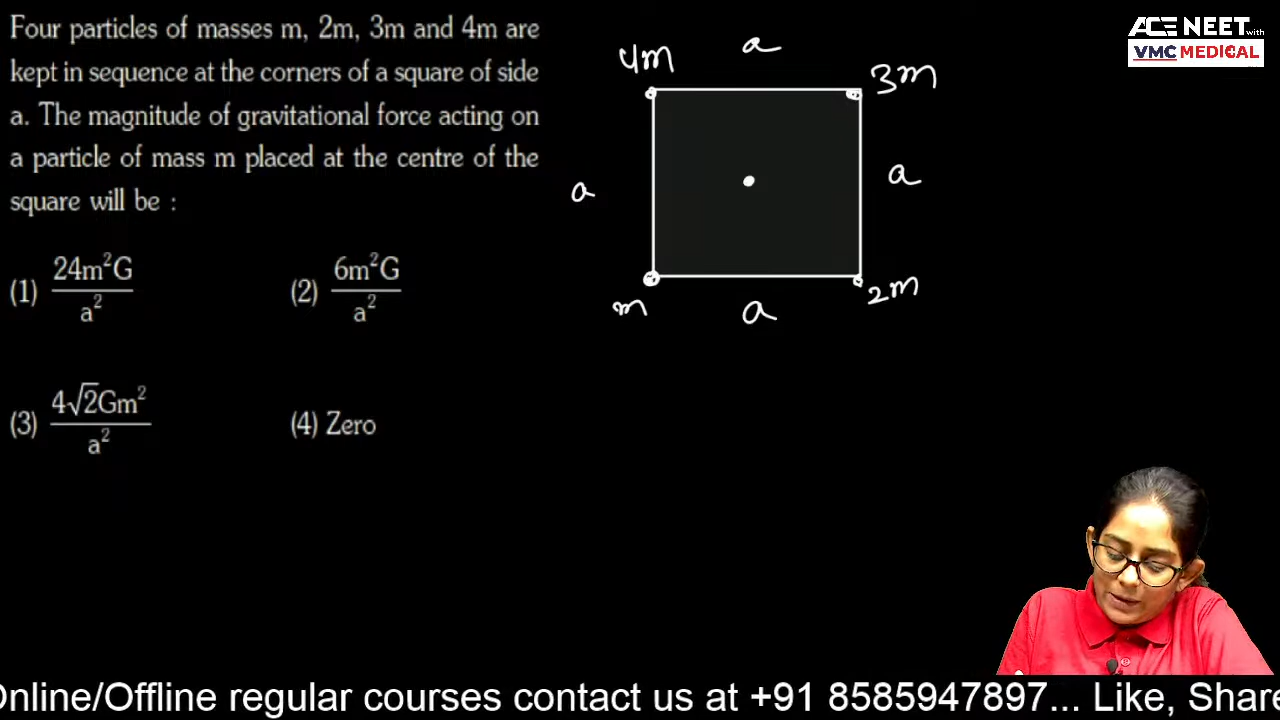 Four particles of masses m, 2m, 3m and 4m are
kept in sequence at the corners of a square of side
a. The magnitude of gravitational force acting on
a particle of mass m placed at the centre of the
square will be :
(1) 24m²G / a²
(2) 6m²G / a²
(3) 4√2Gm² / a²
(4) Zero
4m
a
3m
a
a
m
a
2m
ACE NEET with
VMC MEDICAL
Online/Offline regular courses contact us at +91 8585947897... Like, Share